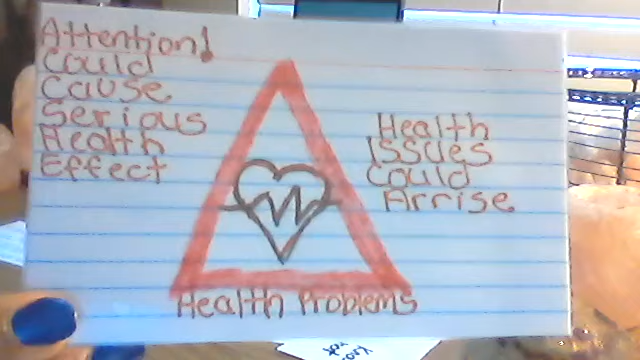 Attention!
Could
Cause
Serious
Health
Effect
Health
Issues
Could
Arrise
Health Problems